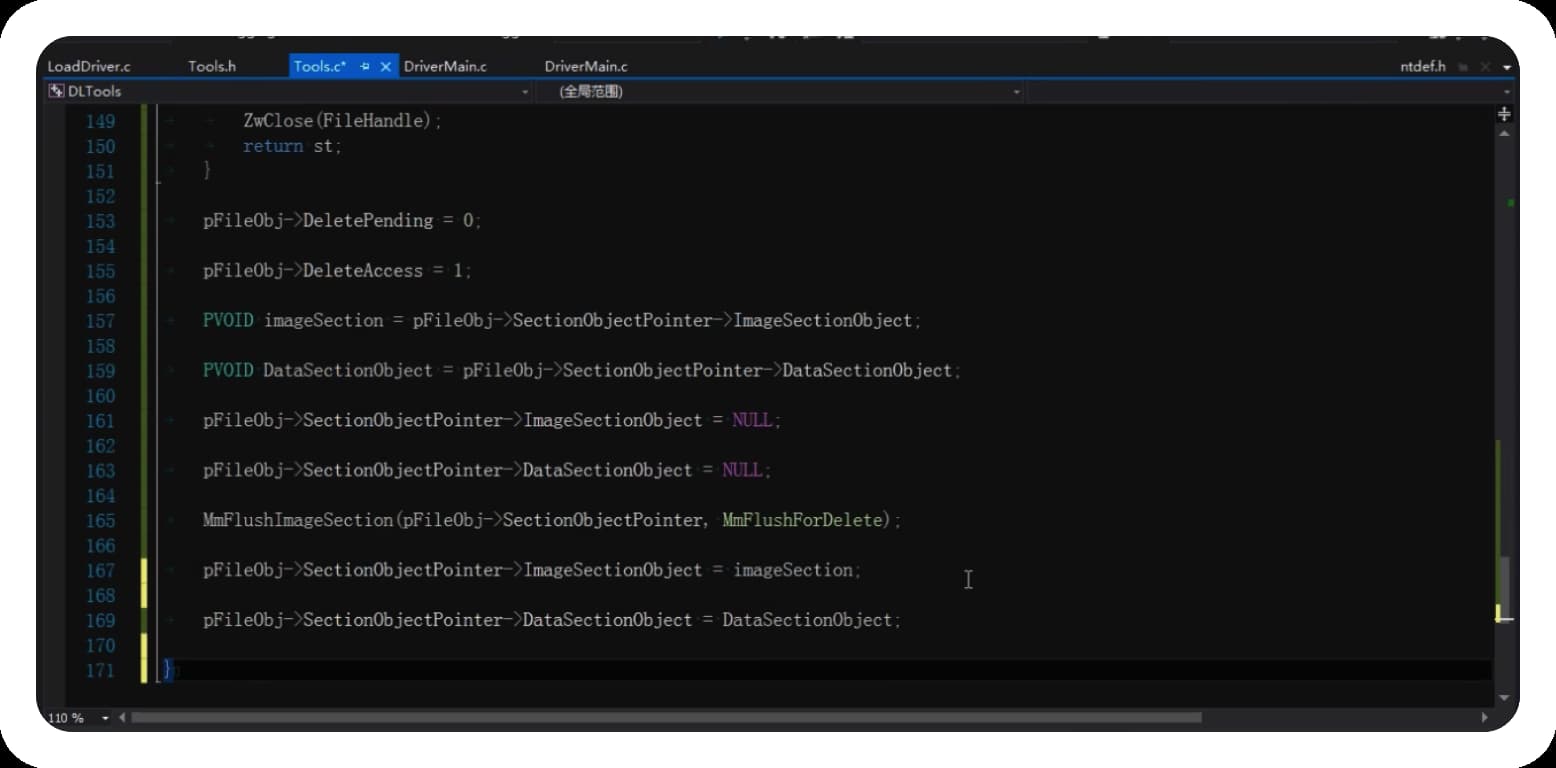 LoadDriver.c Tools.h Tools.c* DriverMain.c DriverMain.c ntdef.h
DLTools (全局范围)
149 ZwClose(FileHandle);
150 return st;
151 }
152
153 pFileObj->DeletePending = 0;
154
155 pFileObj->DeleteAccess = 1;
156
157 PVOID imageSection = pFileObj->SectionObjectPointer->ImageSectionObject;
158
159 PVOID DataSectionObject = pFileObj->SectionObjectPointer->DataSectionObject;
160
161 pFileObj->SectionObjectPointer->ImageSectionObject = NULL;
162
163 pFileObj->SectionObjectPointer->DataSectionObject = NULL;
164
165 MmFlushImageSection(pFileObj->SectionObjectPointer, MmFlushForDelete);
166
167 pFileObj->SectionObjectPointer->ImageSectionObject = imageSection;
168
169 pFileObj->SectionObjectPointer->DataSectionObject = DataSectionObject;
170
171 }
110 %